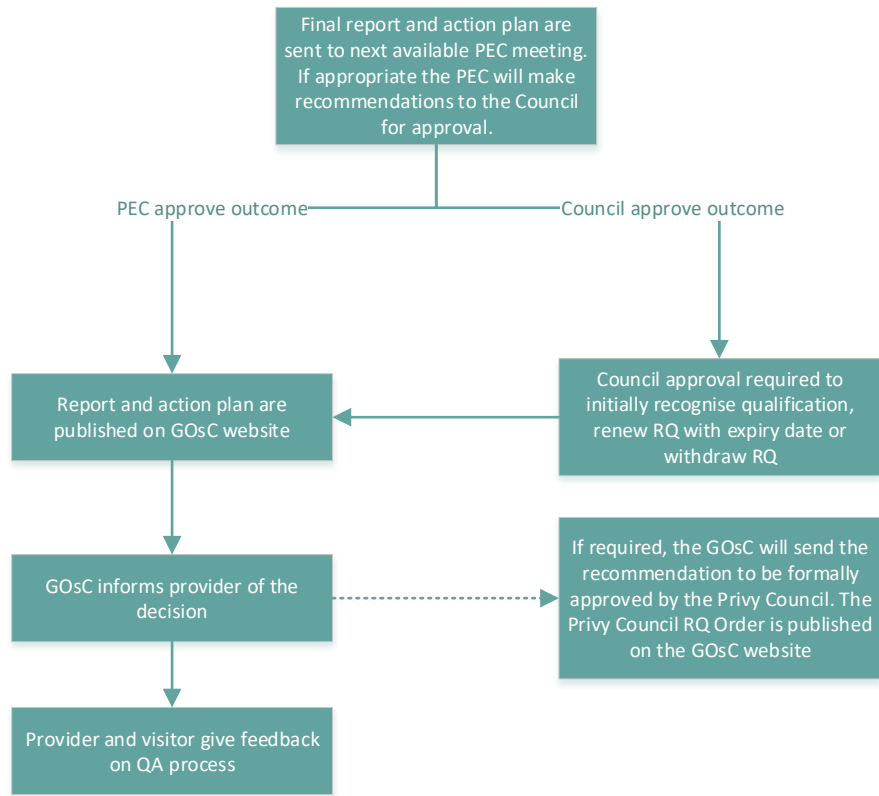 Final report and action plan are
sent to next available PEC meeting.
If appropriate the PEC will make
recommendations to the Council
for approval.
PEC approve outcome
Council approve outcome
Report and action plan are
published on GOsC website
Council approval required to
initially recognise qualification,
renew RQ with expiry date or
withdraw RQ
GOsC informs provider of the
decision
If required, the GOsC will send the
recommendation to be formally
approved by the Privy Council. The
Privy Council RQ Order is published
on the GOsC website
Provider and visitor give feedback
on QA process